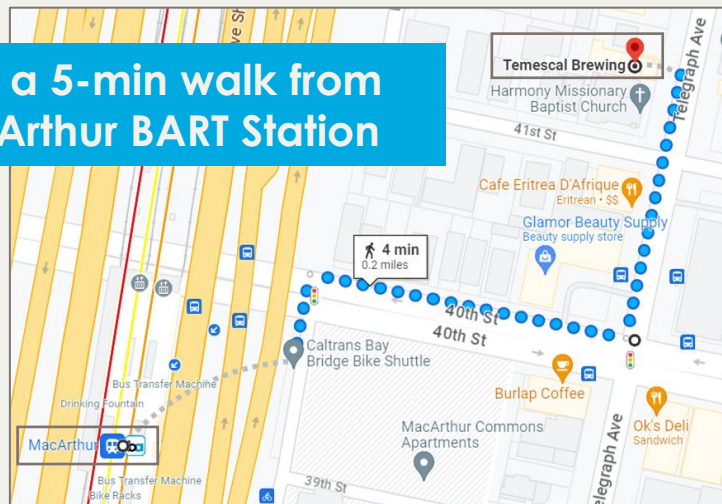 a 5-min walk from
Arthur BART Station
Temescal Brewing
Harmony Missionary
Baptist Church
Telegraph Ave
41st St
Cafe Eritrea D'Afrique
Eritrean • $$
Glamor Beauty Supply
Beauty supply store
4 min
0.2 miles
40th St
40th St
Caltrans Bay
Bridge Bike Shuttle
Bus Transfer Machine
Drinking Fountain
Burlap Coffee
MacArthur
MacArthur Commons
Apartments
Ok's Deli
Sandwich
elegraph Ave
Bus Transfer Machine
Bike Racks
39th St